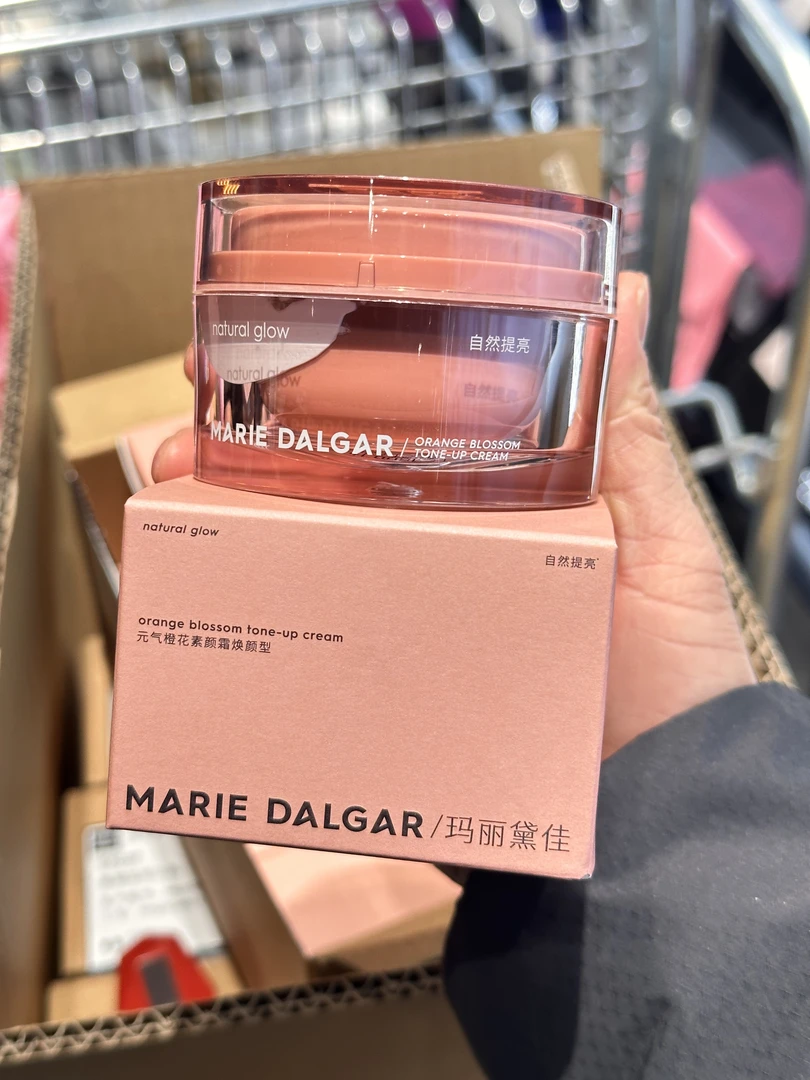 natural glow
自然提亮
MARIE DALGAR / ORANGE BLOSSOM
TONE-UP CREAM
natural glow
自然提亮
orange blossom tone-up cream
元气橙花素颜霜焕颜型
MARIE DALGAR/玛丽黛佳